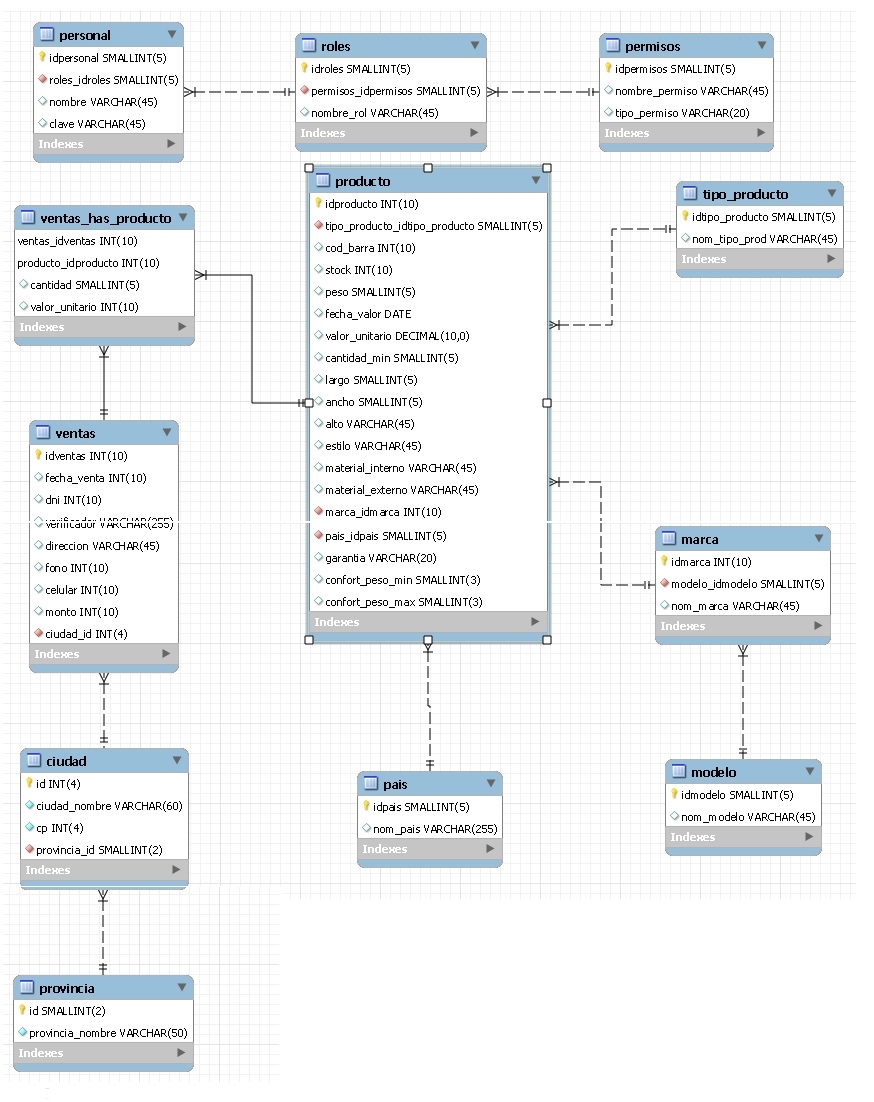 personal
idpersonal SMALLINT(5)
roles_idroles SMALLINT(5)
nombre VARCHAR(45)
clave VARCHAR(45)
Indexes
roles
idroles SMALLINT(5)
permisos_idpermisos SMALLINT(5)
nombre_rol VARCHAR(45)
Indexes
permisos
idpermisos SMALLINT(5)
nombre_permiso VARCHAR(45)
tipo_permiso VARCHAR(20)
Indexes
ventas_has_producto
ventas_idventas INT(10)
producto_idproducto INT(10)
cantidad SMALLINT(5)
valor_unitario INT(10)
Indexes
producto
idproducto INT(10)
tipo_producto_idtipo_producto SMALLINT(5)
cod_barra INT(10)
stock INT(10)
peso SMALLINT(5)
fecha_valor DATE
valor_unitario DECIMAL(10,0)
cantidad_min SMALLINT(5)
largo SMALLINT(5)
ancho SMALLINT(5)
alto VARCHAR(45)
estilo VARCHAR(45)
material_interno VARCHAR(45)
material_externo VARCHAR(45)
marca_idmarca INT(10)
pais_idpais SMALLINT(5)
garantia VARCHAR(20)
confort_peso_min SMALLINT(3)
confort_peso_max SMALLINT(3)
Indexes
tipo_producto
idtipo_producto SMALLINT(5)
nom_tipo_prod VARCHAR(45)
Indexes
ventas
idventas INT(10)
fecha_venta INT(10)
dni INT(10)
verificador VARCHAR(255)
direccion VARCHAR(45)
fono INT(10)
celular INT(10)
monto INT(10)
ciudad_id INT(4)
Indexes
marca
idmarca INT(10)
modelo_idmodelo SMALLINT(5)
nom_marca VARCHAR(45)
Indexes
ciudad
id INT(4)
ciudad_nombre VARCHAR(60)
cp INT(4)
provincia_id SMALLINT(2)
Indexes
pais
idpais SMALLINT(5)
nom_pais VARCHAR(255)
Indexes
modelo
idmodelo SMALLINT(5)
nom_modelo VARCHAR(45)
Indexes
provincia
id SMALLINT(2)
provincia_nombre VARCHAR(50)
Indexes